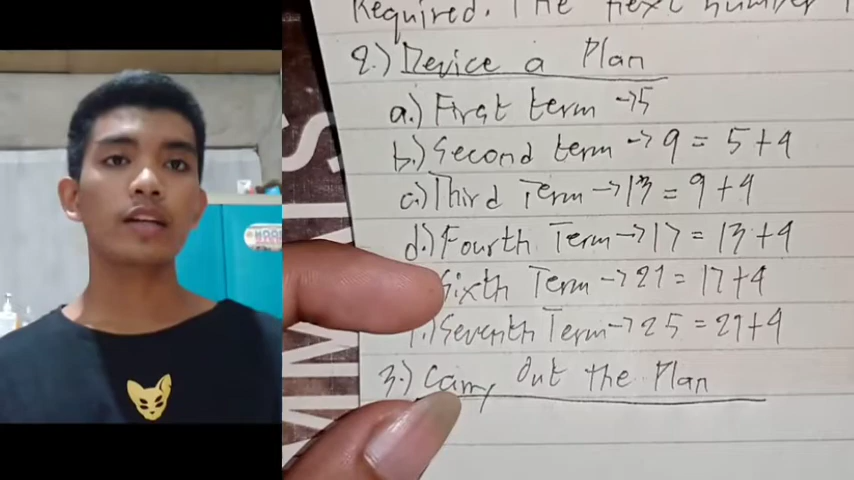 Required. The next number
2.) Device a Plan
a.) First term → 5
b.) Second term → 9 = 5+4
c.) Third Term → 13 = 9+4
d.) Fourth Term → 17 = 13+4
Sixth Term → 21 = 17+4
f.) Seventh Term → 25 = 21+4
3.) Carry Out the Plan